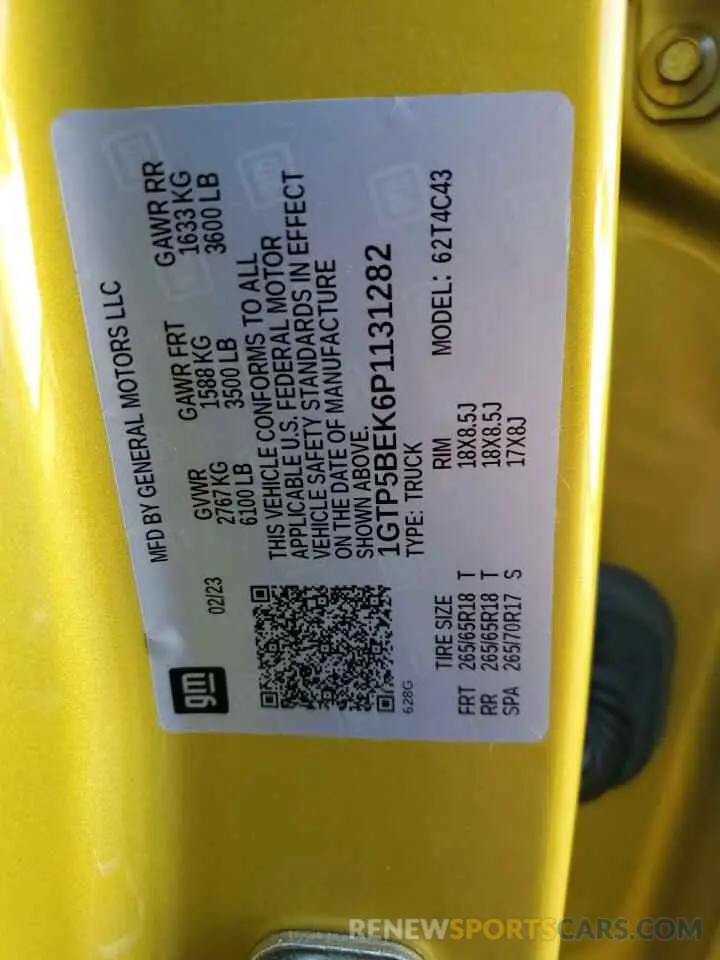 MFD BY GENERAL MOTORS LLC
gm
02/23
GVWR GAWR FRT GAWR RR
2767KG 1588 KG 1633 KG
6100 LB 3500 LB 3600 LB
THIS VEHICLE CONFORMS TO ALL
APPLICABLE U.S. FEDERAL MOTOR
VEHICLE SAFETY STANDARDS IN EFFECT
ON THE DATE OF MANUFACTURE
SHOWN ABOVE.
1GTP5BEK6P1131282
628G
TYPE: TRUCK MODEL: 62T4C43
TIRE SIZE RIM
FRT 265/65R18 T 18X8.5J
RR 265/65R18 T 18X8.5J
SPA 265/70R17 S 17X8J
RENEWSPORTSCARS.COM